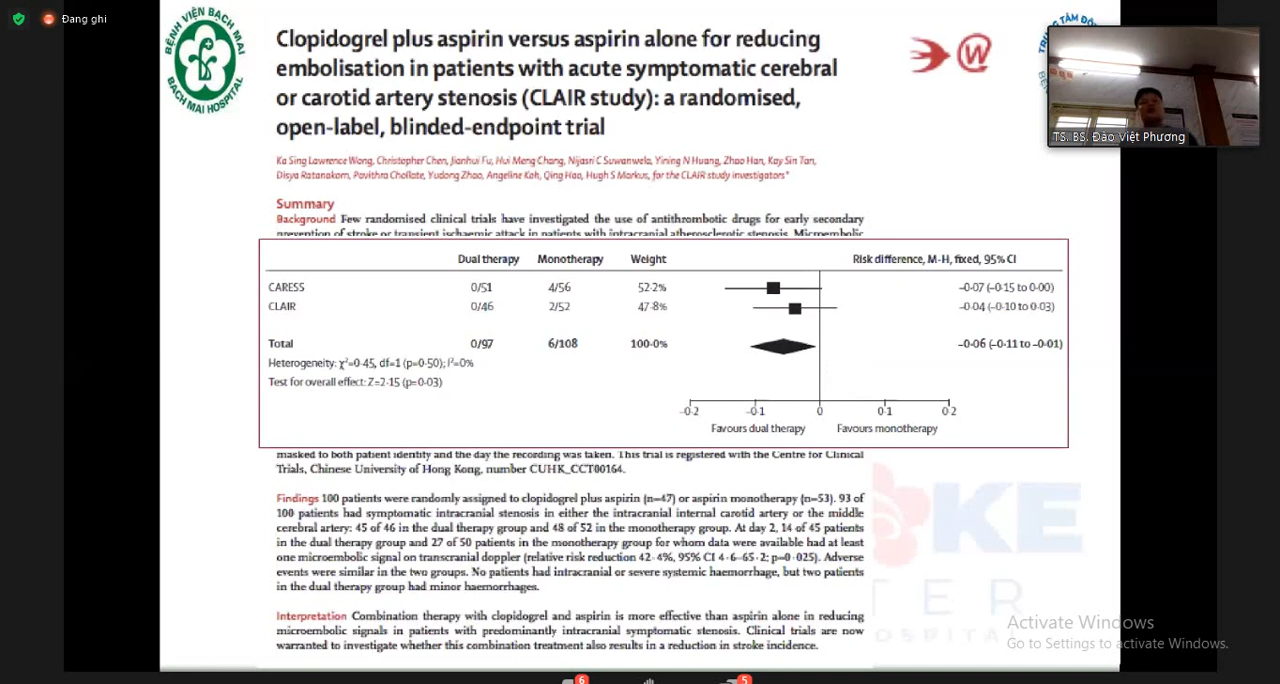 Đang ghi
BỆNH VIỆN BẠCH MAI
BACH MAI HOSPITAL
Clopidogrel plus aspirin versus aspirin alone for reducing
embolisation in patients with acute symptomatic cerebral
or carotid artery stenosis (CLAIR study): a randomised,
open-label, blinded-endpoint trial
TS. BS. Đào Việt Phương
Ka Sing Lawrence Wong, Christopher Chen, Jianhui Fu, Hui Meng Chang, Nijasri C Suwanwela, Yining N Huang, Zhao Han, Kay Sin Tan,
Disya Ratanakorn, Pavithra Chollate, Yudong Zhao, Angeline Koh, Qing Hao, Hugh S Markus, for the CLAIR study investigators*
Summary
Background Few randomised clinical trials have investigated the use of antithrombotic drugs for early secondary
prevention of stroke or transient ischaemic attack in patients with intracranial atherosclerotic stenosis. Microembolic
Dual therapy Monotherapy Weight Risk difference, M-H, fixed, 95% CI
CARESS 0/51 4/56 52·2% –0·07 (–0·15 to 0·00)
CLAIR 0/46 2/52 47·8% –0·04 (–0·10 to 0·03)
Total 0/97 6/108 100·0% –0·06 (–0·11 to –0·01)
Heterogeneity: χ²=0·45, df=1 (p=0·50); I²=0%
Test for overall effect: Z=2·15 (p=0·03)
–0·2 –0·1 0 0·1 0·2
Favours dual therapy Favours monotherapy
masked to both patient identity and the day the recording was taken. This trial is registered with the Centre for Clinical
Trials, Chinese University of Hong Kong, number CUHK_CCT00164.
Findings 100 patients were randomly assigned to clopidogrel plus aspirin (n=47) or aspirin monotherapy (n=53). 93 of
100 patients had symptomatic intracranial stenosis in either the intracranial internal carotid artery or the middle
cerebral artery: 45 of 46 in the dual therapy group and 48 of 52 in the monotherapy group. At day 2, 14 of 45 patients
in the dual therapy group and 27 of 50 patients in the monotherapy group for whom data were available had at least
one microembolic signal on transcranial doppler (relative risk reduction 42·4%, 95% CI 4·6–65·2; p=0·025). Adverse
events were similar in the two groups. No patients had intracranial or severe systemic haemorrhage, but two patients
in the dual therapy group had minor haemorrhages.
Interpretation Combination therapy with clopidogrel and aspirin is more effective than aspirin alone in reducing
microembolic signals in patients with predominantly intracranial symptomatic stenosis. Clinical trials are now
warranted to investigate whether this combination treatment also results in a reduction in stroke incidence.
Activate Windows
Go to Settings to activate Windows.
6 5